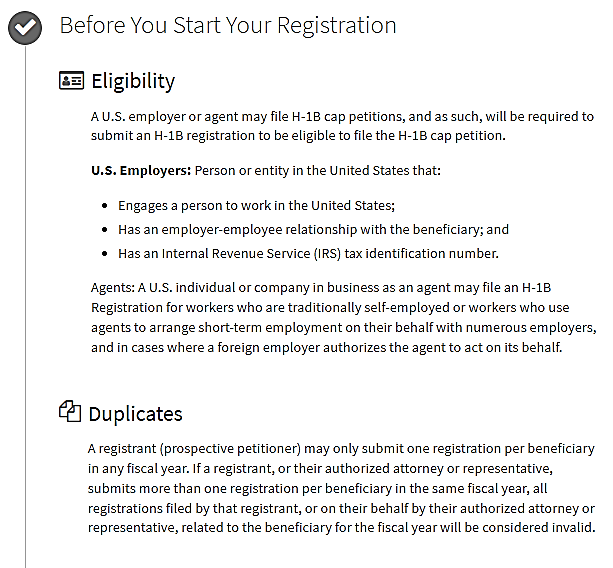 Before You Start Your Registration
Eligibility
A U.S. employer or agent may file H-1B cap petitions, and as such, will be required to
submit an H-1B registration to be eligible to file the H-1B cap petition.
U.S. Employers: Person or entity in the United States that:
• Engages a person to work in the United States;
• Has an employer-employee relationship with the beneficiary; and
• Has an Internal Revenue Service (IRS) tax identification number.
Agents: A U.S. individual or company in business as an agent may file an H-1B
Registration for workers who are traditionally self-employed or workers who use
agents to arrange short-term employment on their behalf with numerous employers,
and in cases where a foreign employer authorizes the agent to act on its behalf.
Duplicates
A registrant (prospective petitioner) may only submit one registration per beneficiary
in any fiscal year. If a registrant, or their authorized attorney or representative,
submits more than one registration per beneficiary in the same fiscal year, all
registrations filed by that registrant, or on their behalf by their authorized attorney or
representative, related to the beneficiary for the fiscal year will be considered invalid.